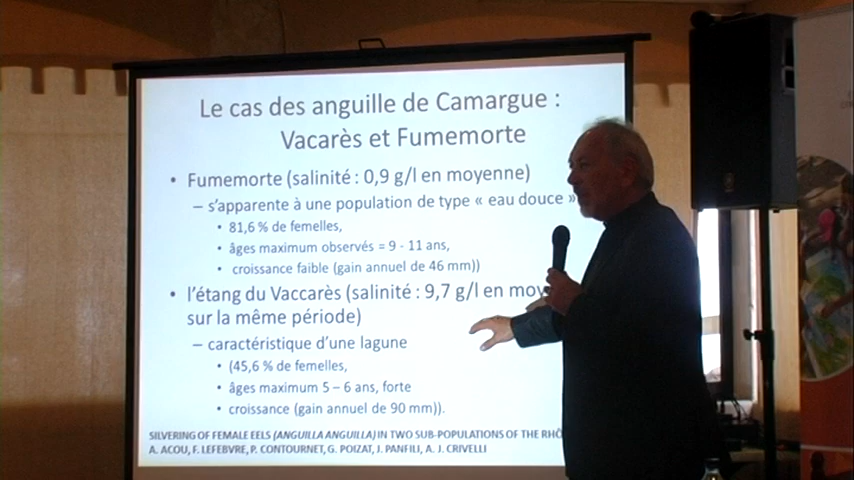 Le cas des anguille de Camargue :
Vacarès et Fumemorte
• Fumemorte (salinité : 0,9 g/l en moyenne)
– s'apparente à une population de type « eau douce »
• 81,6 % de femelles,
• âges maximum observés = 9 - 11 ans,
• croissance faible (gain annuel de 46 mm))
• l'étang du Vaccarès (salinité : 9,7 g/l en
sur la même période)
– caractéristique d'une lagune
• (45,6 % de femelles,
• âges maximum 5 – 6 ans, forte
• croissance (gain annuel de 90 mm)).
SILVERING OF FEMALE EELS (ANGUILLA ANGUILLA) IN TWO SUB-POPULATIONS OF THE
A. ACOU, F. LEFEBVRE, P. CONTOURNET, G. POIZAT, J. PANFILI, A. J. CRIVELLI